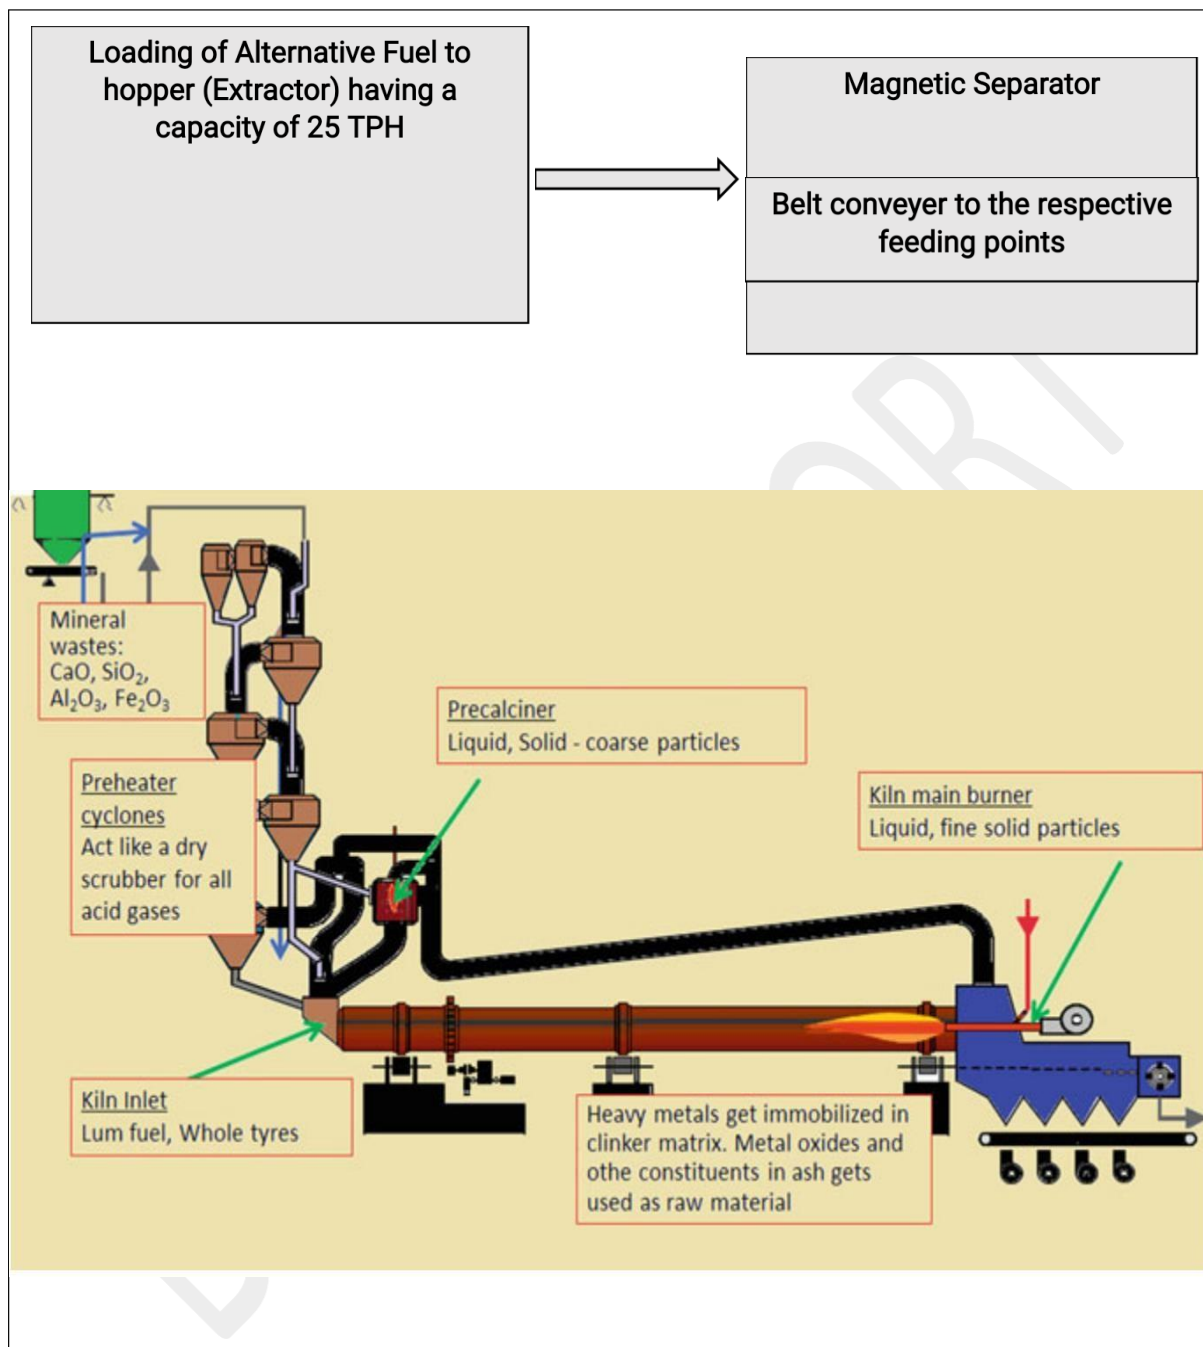 Loading of Alternative Fuel to
hopper (Extractor) having a
capacity of 25 TPH
Magnetic Separator
Belt conveyer to the respective
feeding points
Mineral
wastes:
CaO, SiO₂,
Al₂O₃, Fe₂O₃
Precalciner
Liquid, Solid - coarse particles
Preheater
cyclones
Act like a dry
scrubber for all
acid gases
Kiln main burner
Liquid, fine solid particles
Kiln Inlet
Lum fuel, Whole tyres
Heavy metals get immobilized in
clinker matrix. Metal oxides and
othe constituents in ash gets
used as raw material